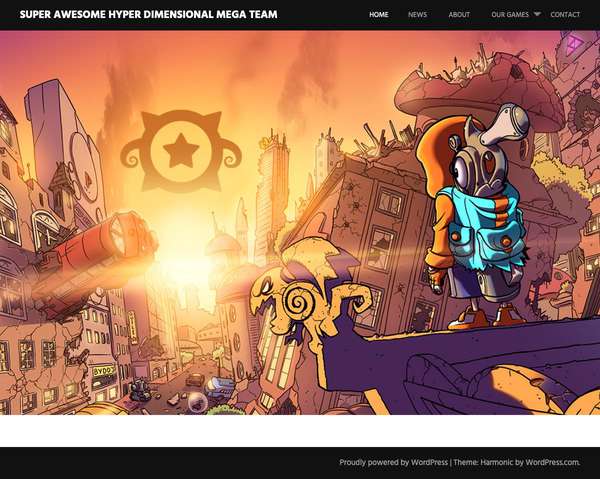 SUPER AWESOME HYPER DIMENSIONAL MEGA TEAM
HOME NEWS ABOUT OUR GAMES CONTACT
BYDOS
Proudly powered by WordPress | Theme: Harmonic by WordPress.com.